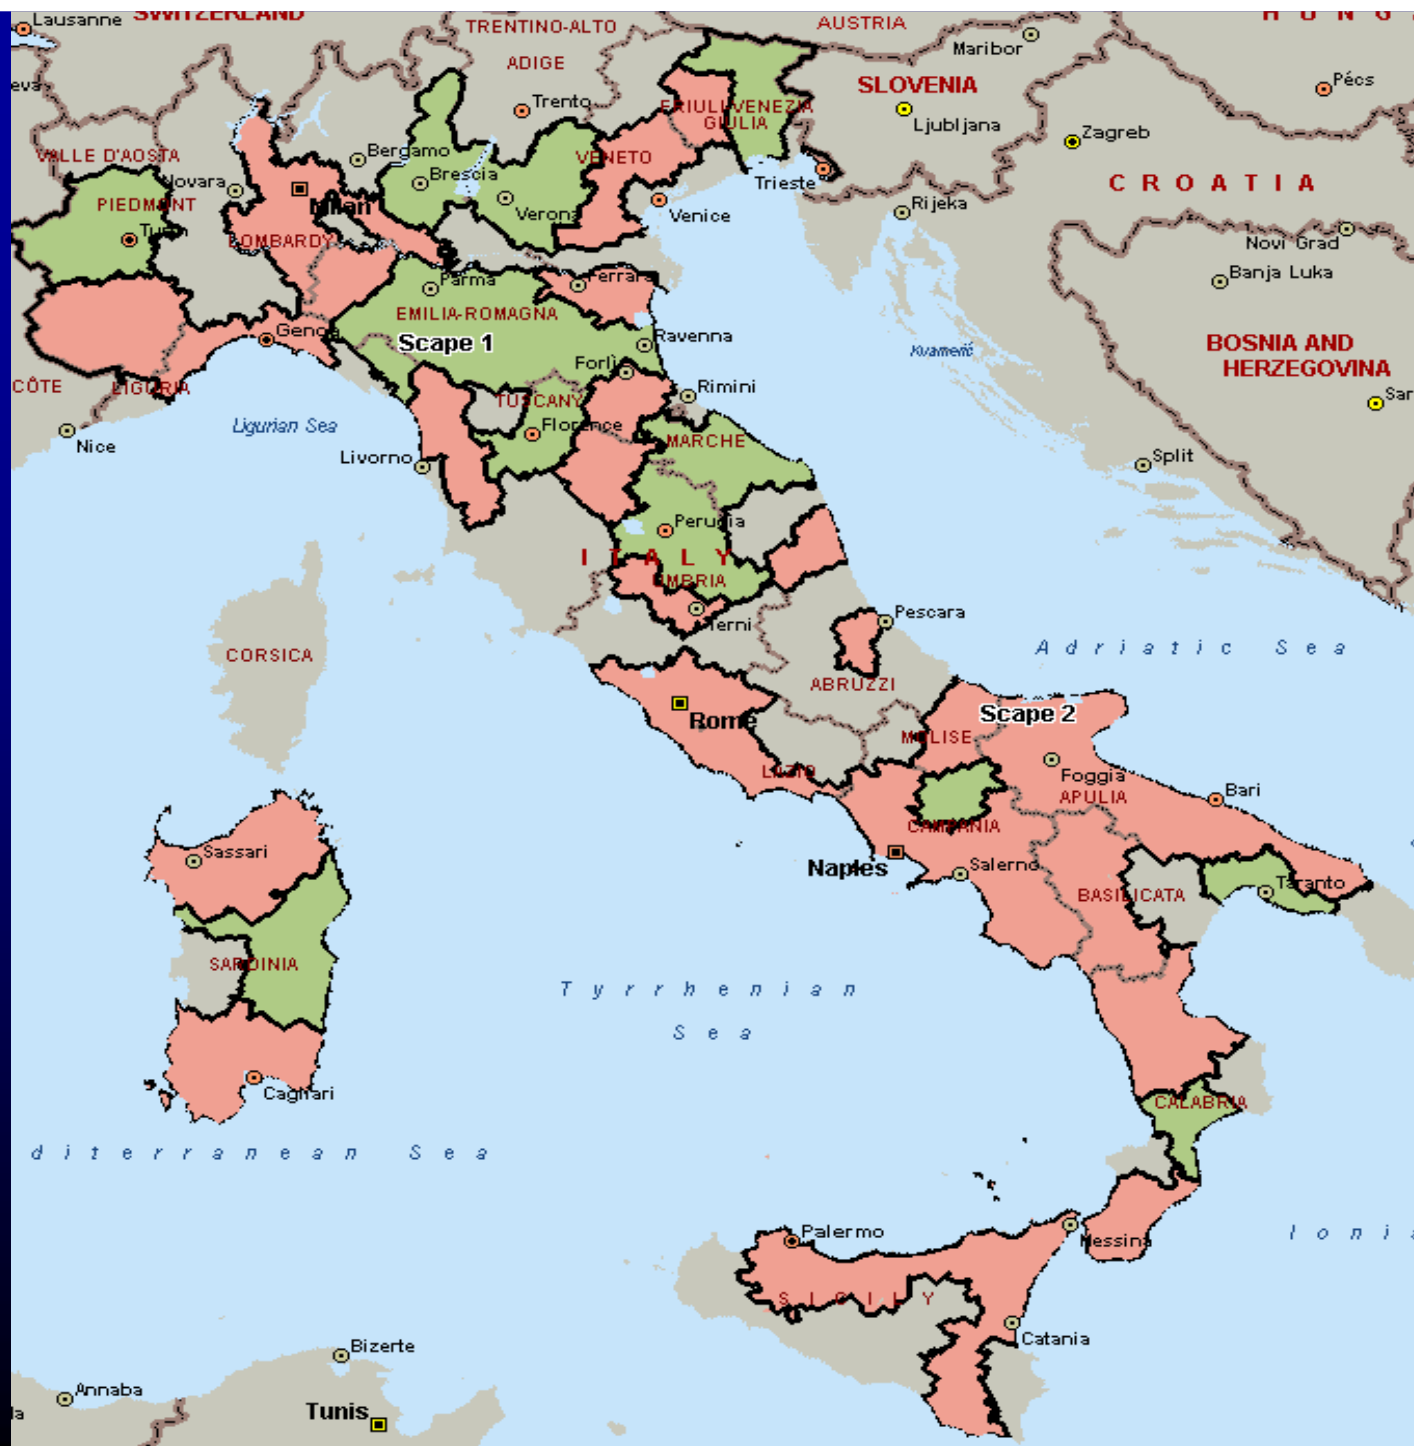 SWITZERLAND
Lausanne
TRENTINO-ALTO
ADIGE
AUSTRIA
Maribor
H U N G
Pécs
eva
SLOVENIA
Ljubljana
Zagreb
Trento
FRIULI-VENEZIA
GIULIA
VALLE D'AOSTA
Bergamo
VENETO
Novara
Brescia
Trieste
C R O A T I A
PIEDMONT
Milan
Verona
Venice
Rijeka
Turin
LOMBARDY
Novi Grad
Banja Luka
Parma
Ferrara
EMILIA-ROMAGNA
Scape 1
Genoa
Ravenna
Kvarnerić
BOSNIA AND
HERZEGOVINA
Forlì
CÔTE
LIGURIA
Rimini
Sar
TUSCANY
Nice
Ligurian Sea
Florence
MARCHE
Livorno
Split
Perugia
I T A L Y
UMBRIA
Terni
Pescara
CORSICA
Adriatic Sea
ABRUZZI
Rome
Scape 2
MOLISE
LAZIO
Foggia
APULIA
Bari
CAMPANIA
Sassari
Naples
Salerno
Taranto
BASILICATA
SARDINIA
Tyrrhenian
Sea
Cagliari
CALABRIA
diterranean Sea
Palermo
Messina
Ioni
S I C I L Y
Catania
Bizerte
Annaba
la
Tunis